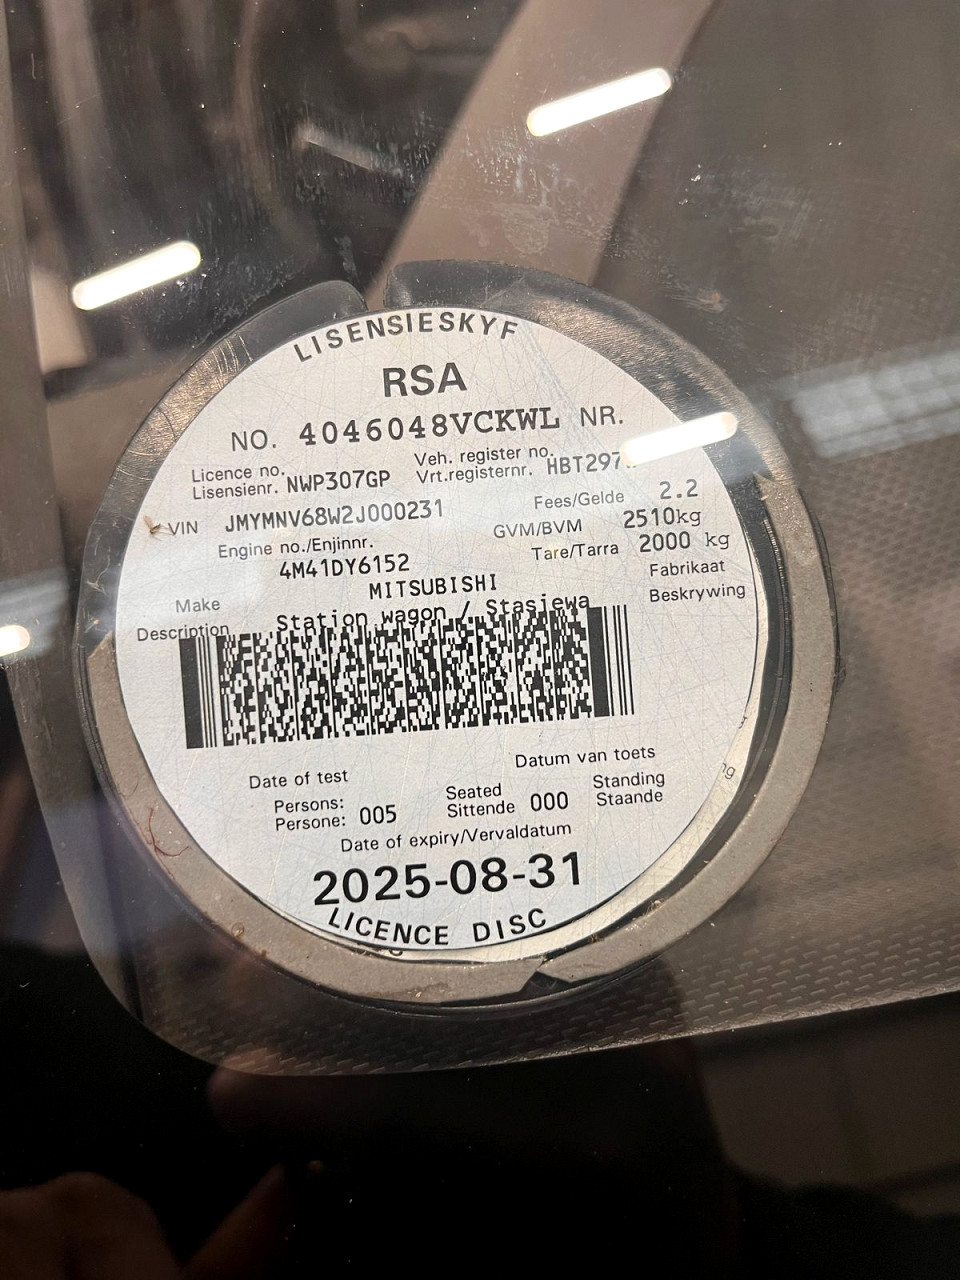 LISENSIESKYF
RSA
NO. 4046048VCKWL NR.
Licence no. Lisensienr. NWP307GP
Veh. register no. Vrt.registernr.
VIN JMYMNV68W2J000231
Fees/Gelde 2.2
Engine no./Enjinnr. 4M41DY6152
GVM/BVM 2510kg
Tare/Tarra 2000 kg
MITSUBISHI
Make Fabrikaat
Description Station wagon / Stasiewa Beskrywing
Date of test Datum van toets
Persons: Persone: 005
Seated Sittende 000
Standing Staande
Date of expiry/Vervaldatum
2025-08-31
LICENCE DISC